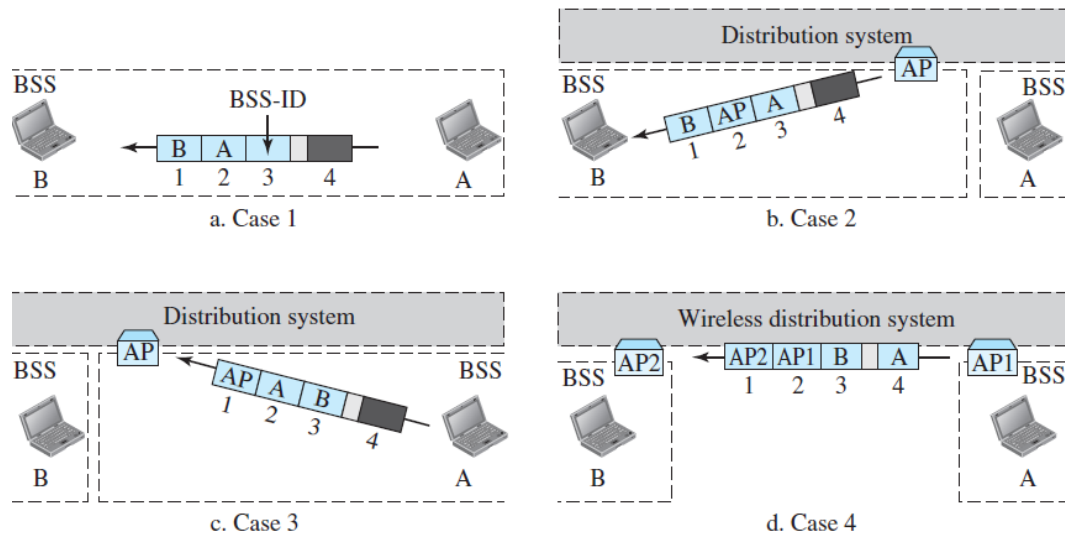 BSS
BSS-ID
B A
1 2 3 4
B
A
a. Case 1
Distribution system
AP
BSS
BSS
B AP A
1 2 3 4
B
A
b. Case 2
Distribution system
AP
BSS
BSS
AP A B
1 2 3 4
B
A
c. Case 3
Wireless distribution system
AP2
AP1
BSS
BSS
AP2 AP1 B A
1 2 3 4
B
A
d. Case 4